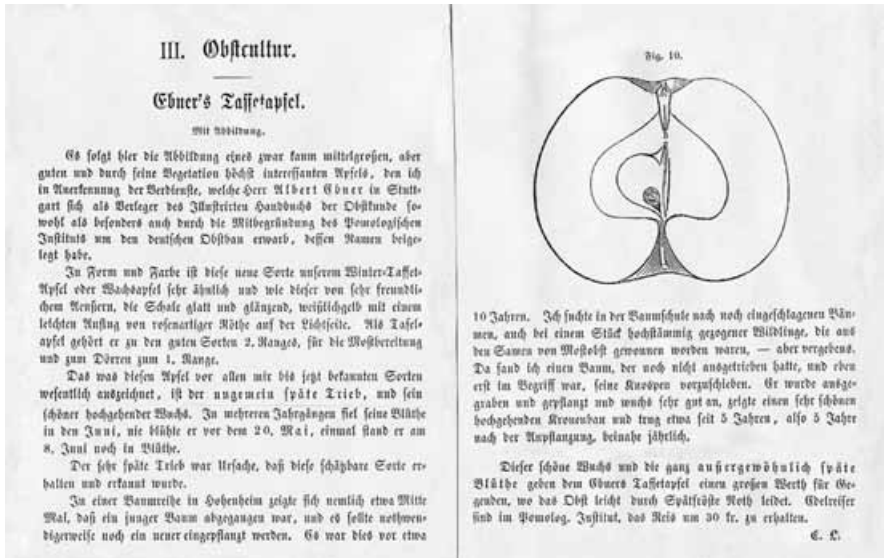 III. Obstcultur.
Ebner's Taffetapfel.
Mit Abbildung.
Es folgt hier die Abbildung eines zwar kaum mittelgroßen, aber
guten und durch seine Vegetation höchst interessanten Apfels, den ich
in Anerkennung der Verdienste, welche Herr Albert Ebner in Stutt-
gart sich als Verleger des Illustrirten Handbuchs der Obstkunde so-
wohl als besonders auch durch die Mitbegründung des Pomologischen
Instituts um den deutschen Obstbau erwarb, dessen Namen beige-
legt habe.
In Form und Farbe ist diese neue Sorte unserem Winter-Taffet-
Apfel oder Wachsapfel sehr ähnlich und wie dieser von sehr freundli-
chem Aeußern, die Schale glatt und glänzend, weißlichgelb mit einem
leichten Anflug von rosenartiger Röthe auf der Lichtseite. Als Tafel-
apfel gehört er zu den guten Sorten 2. Ranges, für die Mostbereitung
und zum Dörren zum 1. Range.
Das was diesen Apfel vor allen mir bis jetzt bekannten Sorten
wesentlich auszeichnet, ist der ungemein späte Trieb, und sein
schöner hochgehender Wuchs. In mehreren Jahrgängen fiel seine Blüthe
in den Juni, nie blühte er vor dem 20. Mai, einmal stand er am
8. Juni noch in Blüthe.
Der sehr späte Trieb war Ursache, daß diese schätzbare Sorte er-
halten und erkannt wurde.
In einer Baumreihe in Hohenheim zeigte sich nemlich etwa Mitte
Mai, daß ein junger Baum abgegangen war, und es sollte nothwen-
digerweise noch ein neuer eingepflanzt werden. Es war dies vor etwa
Fig. 10.
10 Jahren. Ich suchte in der Baumschule nach noch eingeschlagenen Bäu-
men, auch bei einem Stück hochstämmig gezogener Wildlinge, die aus
den Samen von Mostobst gewonnen worden waren, — aber vergebens.
Da fand ich einen Baum, der noch nicht ausgetrieben hatte, und eben
erst im Begriff war, seine Knospen vorzuschieben. Er wurde ausge-
graben und gepflanzt und wuchs sehr gut an, zeigte einen sehr schönen
hochgehenden Kronenbau und trug etwa seit 5 Jahren, also 5 Jahre
nach der Anpflanzung, beinahe jährlich.
Dieser schöne Wuchs und die ganz außergewöhnlich späte
Blüthe geben dem Ebners Taffetapfel einen großen Werth für Ge-
genden, wo das Obst leicht durch Spätfröste Noth leidet. Edelreiser
sind im Pomolog. Institut, das Reis um 30 kr. zu erhalten.
E. L.